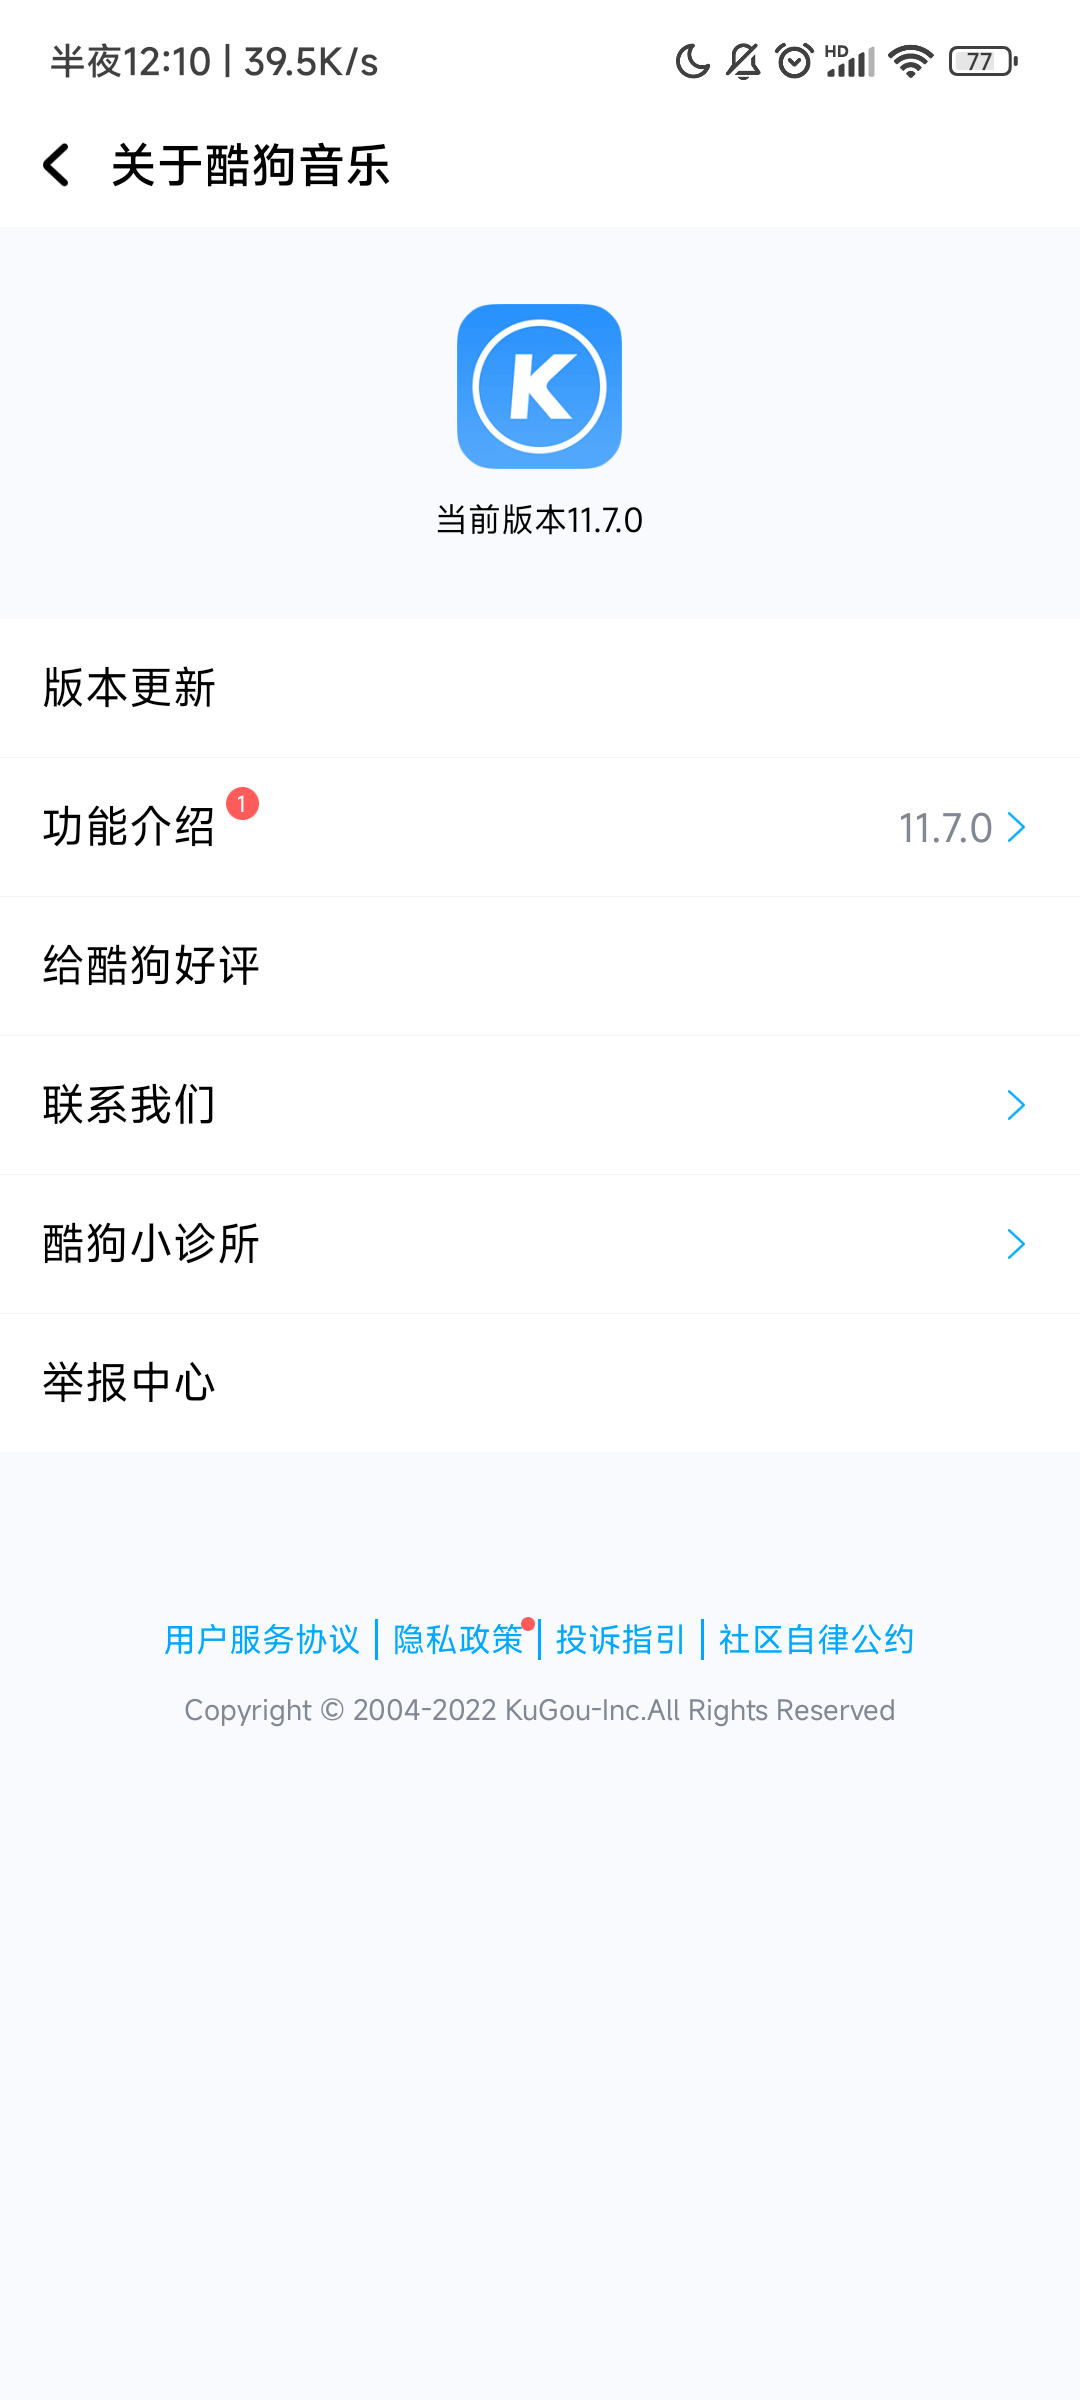 半夜12:10 | 39.5K/s HD 77
关于酷狗音乐
K
当前版本11.7.0
版本更新
功能介绍 1 11.7.0
给酷狗好评
联系我们
酷狗小诊所
举报中心
用户服务协议 | 隐私政策 | 投诉指引 | 社区自律公约
Copyright © 2004-2022 KuGou-Inc.All Rights Reserved